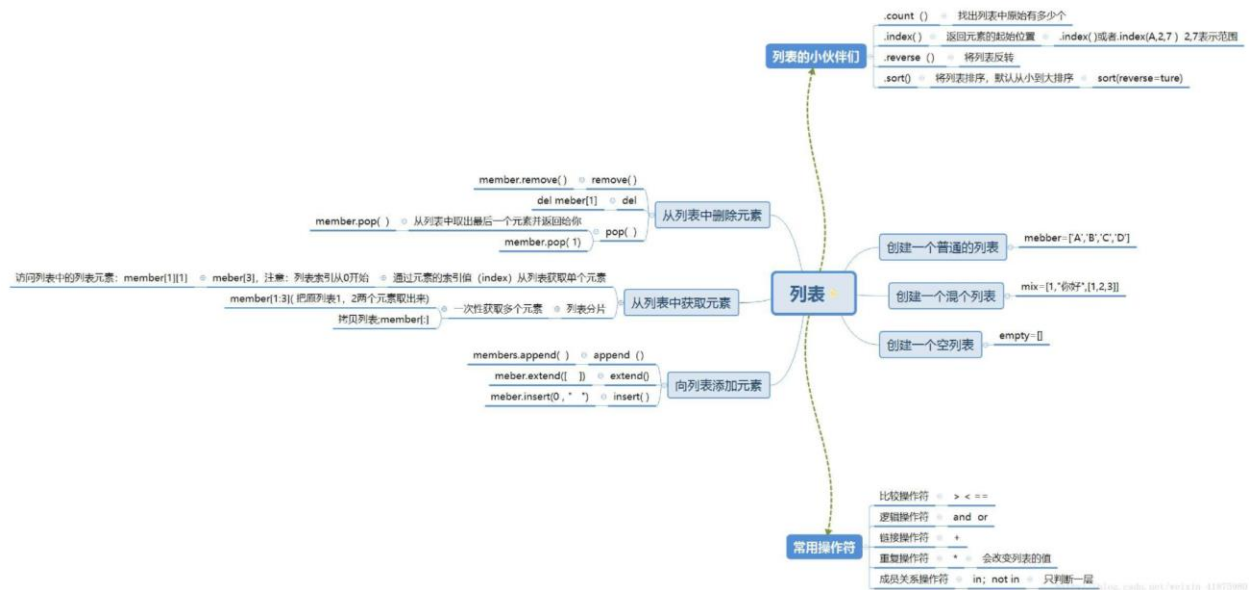 .count（） 找出列表中原始有多少个
.index( ) 返回元素的起始位置 .index( )或者.index(A,2,7 ) 2,7表示范围
列表的小伙伴们
.reverse（） 将列表反转
.sort() 将列表排序，默认从小到大排序 sort(reverse=ture)
member.remove( ) remove( )
del meber[1] del
从列表中删除元素
member.pop( ) 从列表中取出最后一个元素并返回给你
pop( )
member.pop( 1)
访问列表中的列表元素：member[1][1] meber[3]，注意：列表索引从0开始 通过元素的索引值（index）从列表获取单个元素
从列表中获取元素
member[1:3]( 把原列表1，2两个元素取出来)
一次性获取多个元素 列表分片
拷贝列表;member[:]
members.append( ) append（）
meber.extend([ ]) extend()
向列表添加元素
meber.insert(0 , " ") insert( )
列表
创建一个普通的列表 mebber=['A','B','C','D']
创建一个混个列表 mix=[1,"你好",[1,2,3]]
创建一个空列表 empty=[]
比较操作符 > < ==
逻辑操作符 and or
链接操作符 +
常用操作符
重复操作符 * 会改变列表的值
成员关系操作符 in；not in 只判断一层